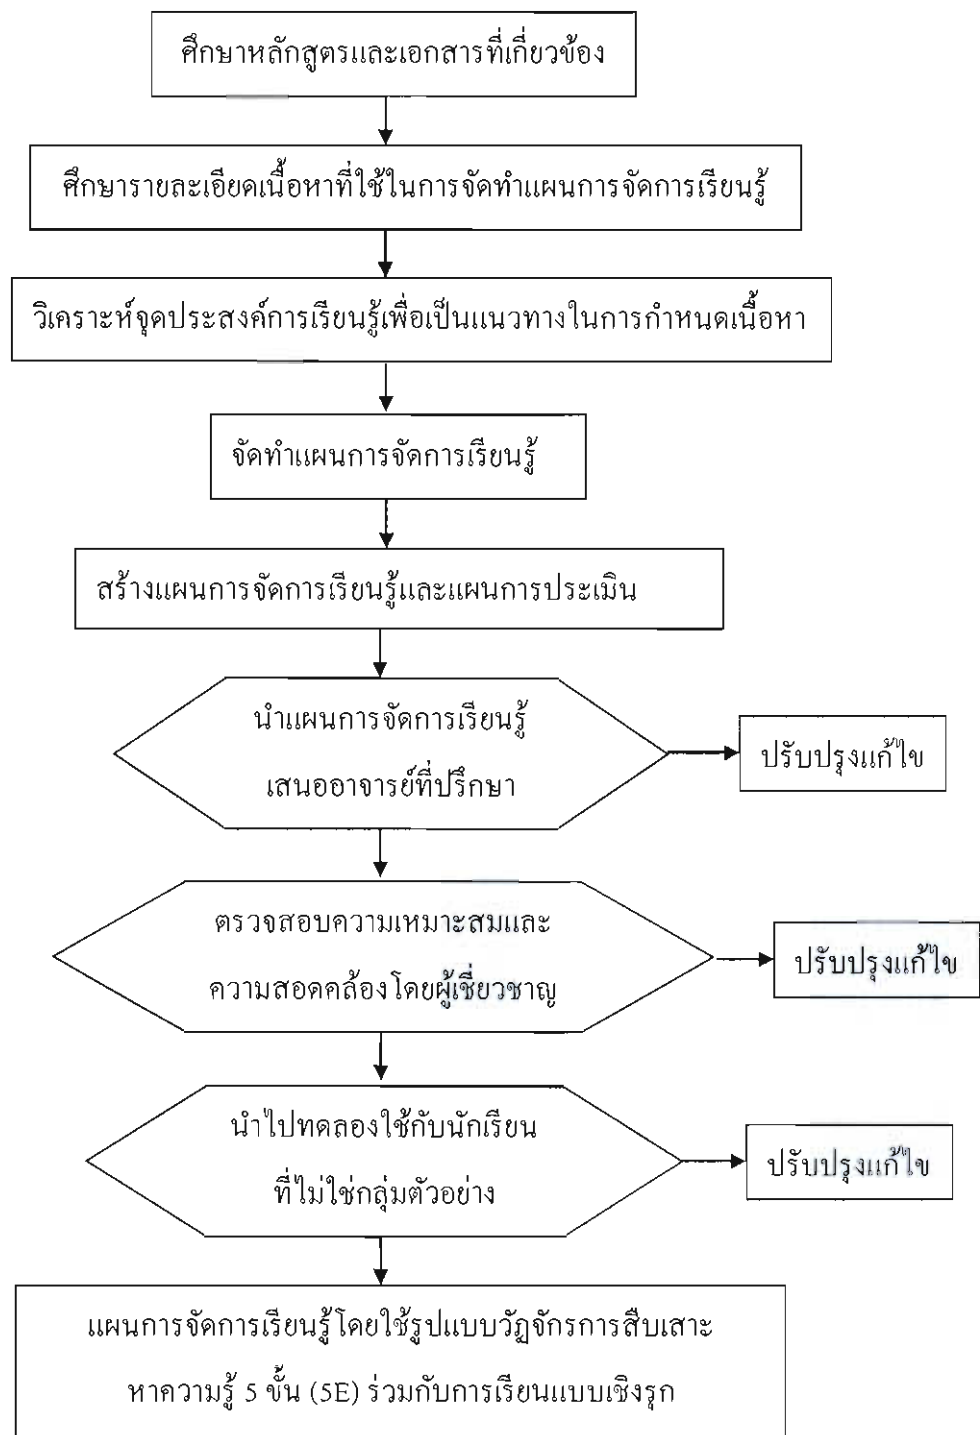 ศึกษาหลักสูตรและเอกสารที่เกี่ยวข้อง
ศึกษารายละเอียดเนื้อหาที่ใช้ในการจัดทำแผนการจัดการเรียนรู้
วิเคราะห์จุดประสงค์การเรียนรู้เพื่อเป็นแนวทางในการกำหนดเนื้อหา
จัดทำแผนการจัดการเรียนรู้
สร้างแผนการจัดการเรียนรู้และแผนการประเมิน
นำแผนการจัดการเรียนรู้
เสนออาจารย์ที่ปรึกษา
ปรับปรุงแก้ไข
ตรวจสอบความเหมาะสมและ
ความสอดคล้องโดยผู้เชี่ยวชาญ
ปรับปรุงแก้ไข
นำไปทดลองใช้กับนักเรียน
ที่ไม่ใช่กลุ่มตัวอย่าง
ปรับปรุงแก้ไข
แผนการจัดการเรียนรู้โดยใช้รูปแบบวัฏจักรการสืบเสาะ
หาความรู้ 5 ขั้น (5E) ร่วมกับการเรียนแบบเชิงรุก